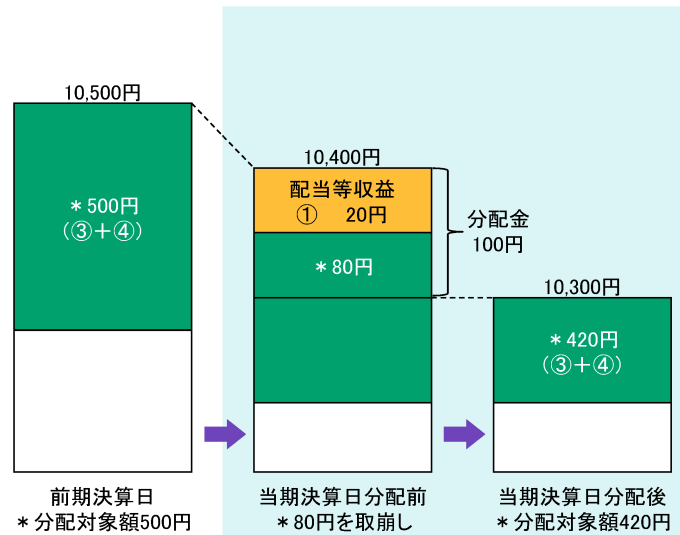 10,500円
＊500円
（③＋④）
前期決算日
＊分配対象額500円
10,400円
配当等収益
① 20円
＊80円
分配金
100円
当期決算日分配前
＊80円を取崩し
10,300円
＊420円
（③＋④）
当期決算日分配後
＊分配対象額420円